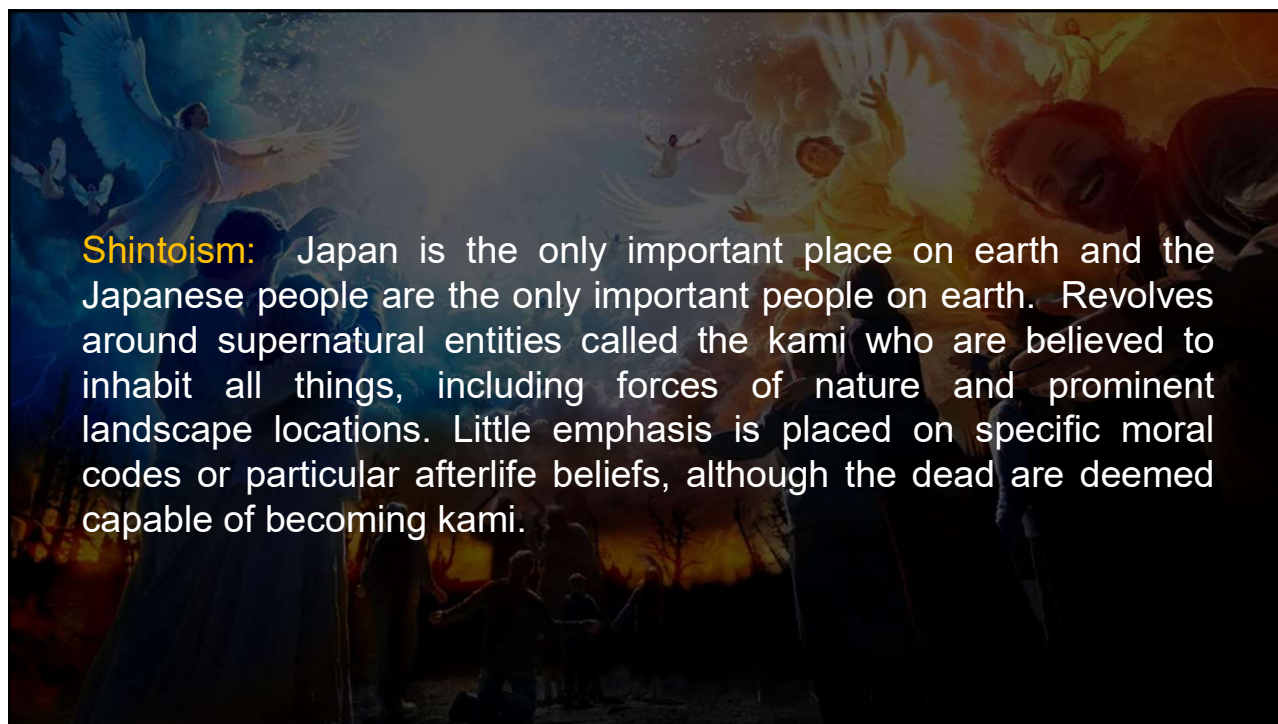 Shintoism: Japan is the only important place on earth and the
Japanese people are the only important people on earth. Revolves
around supernatural entities called the kami who are believed to
inhabit all things, including forces of nature and prominent
landscape locations. Little emphasis is placed on specific moral
codes or particular afterlife beliefs, although the dead are deemed
capable of becoming kami.